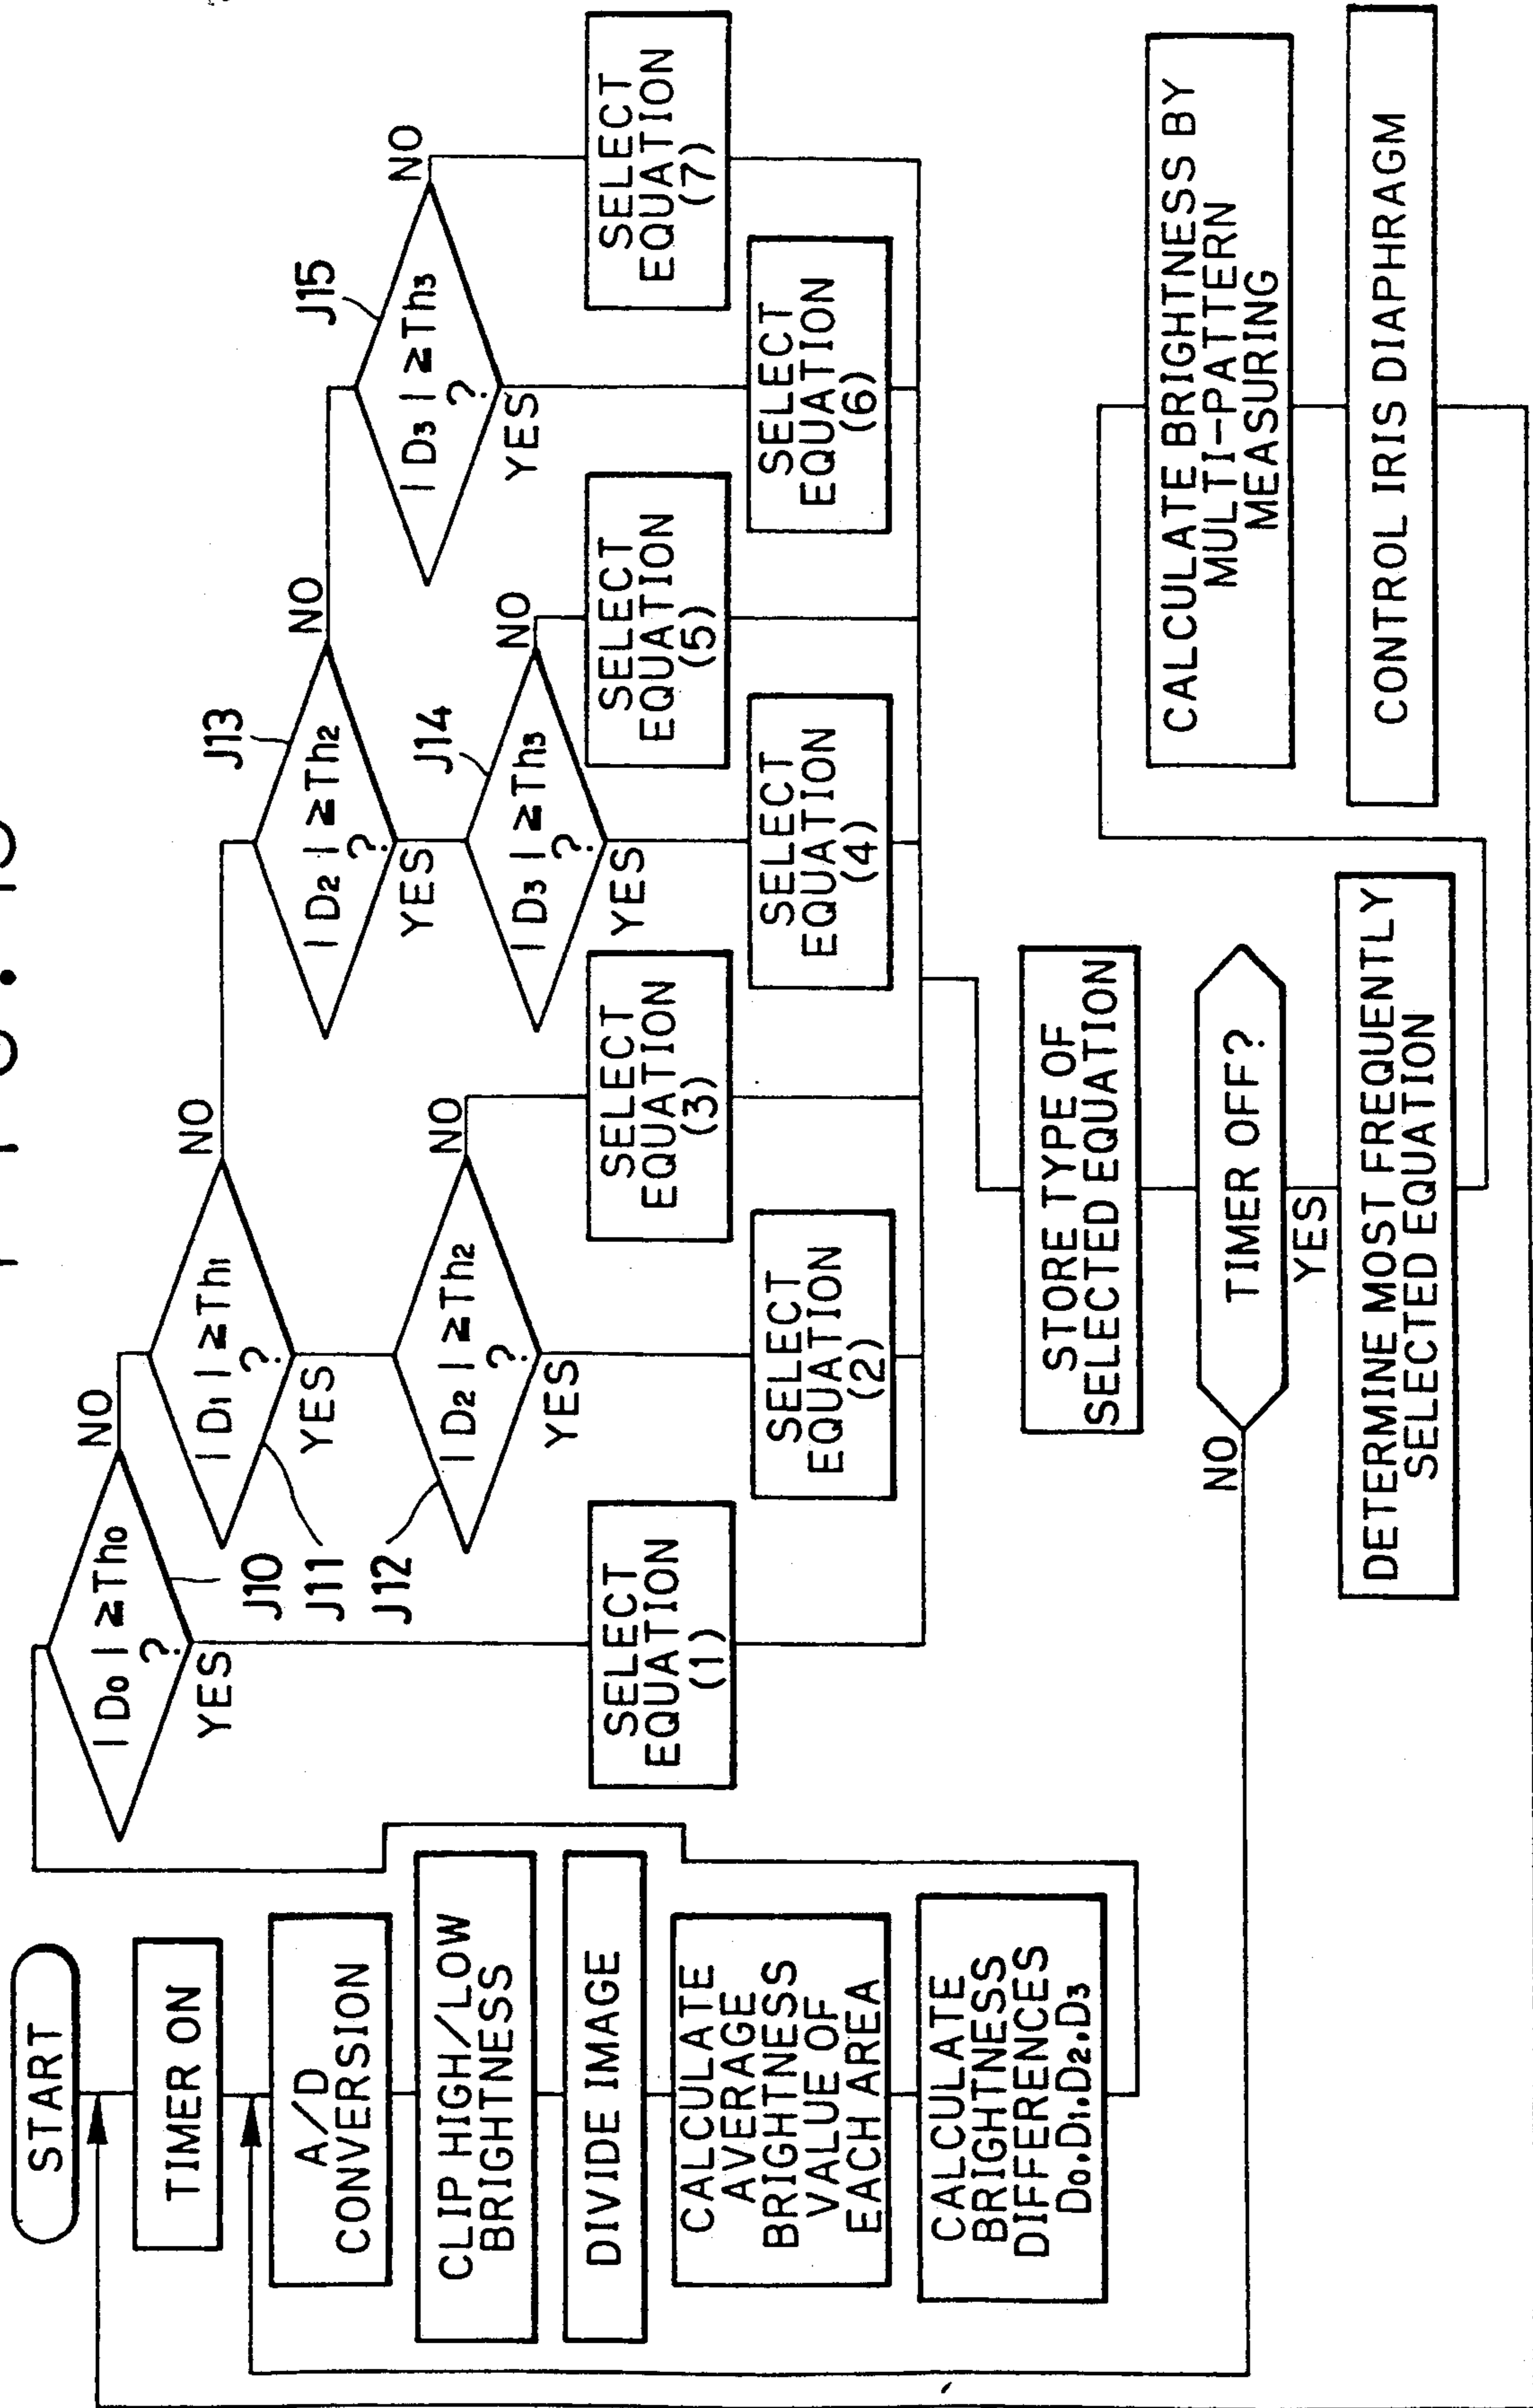 START
TIMER ON
A/D
CONVERSION
CLIP HIGH/LOW
BRIGHTNESS
DIVIDE IMAGE
CALCULATE
AVERAGE
BRIGHTNESS
VALUE OF
EACH AREA
CALCULATE
BRIGHTNESS
DIFFERENCES
D₀.D₁.D₂.D₃
|D₀|≥Th₀
?
YES
NO
J10
J11
J12
|D₁|≥Th₁
?
YES
NO
|D₂|≥Th₂
?
YES
NO
J13
|D₂|≥Th₂
?
YES
NO
J14
|D₃|≥Th₃
?
YES
NO
J15
|D₃|≥Th₃
?
YES
NO
SELECT
EQUATION
(1)
SELECT
EQUATION
(2)
SELECT
EQUATION
(3)
SELECT
EQUATION
(4)
SELECT
EQUATION
(5)
SELECT
EQUATION
(6)
SELECT
EQUATION
(7)
STORE TYPE OF
SELECTED EQUATION
TIMER OFF?
NO
YES
DETERMINE MOST FREQUENTLY
SELECTED EQUATION
CALCULATE BRIGHTNESS BY
MULTI-PATTERN
MEASURING
CONTROL IRIS DIAPHRAGM